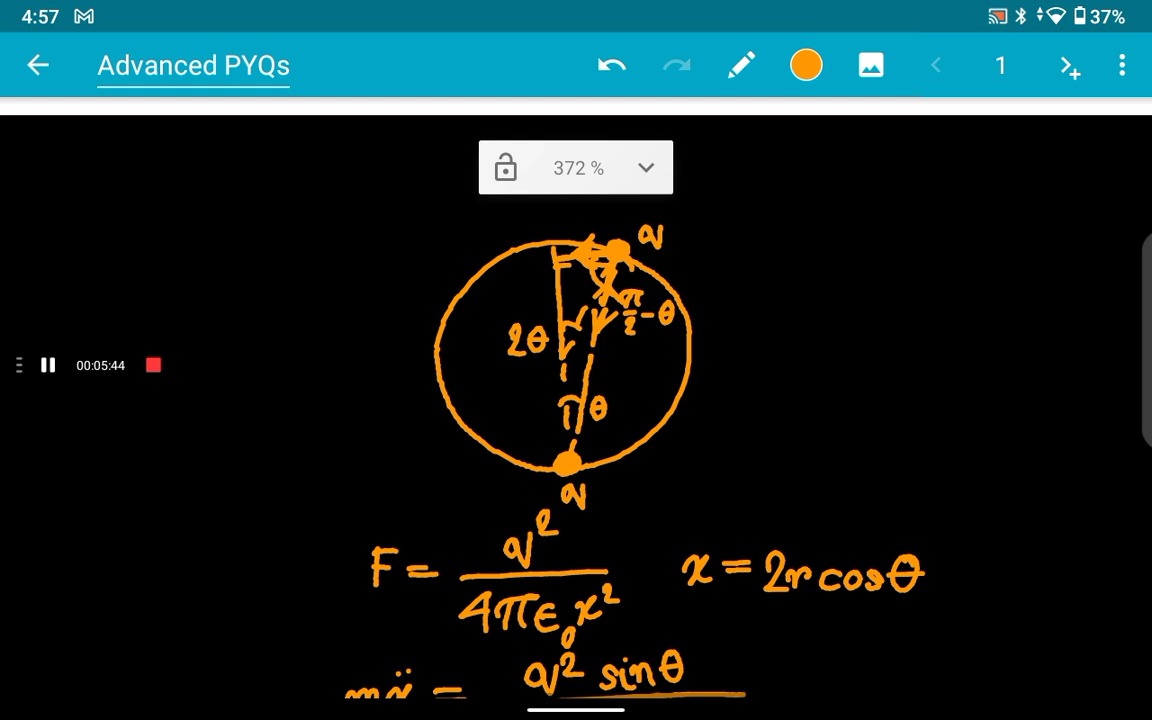 4:57 37%
Advanced PYQs 1
372 %
q
π/2 - θ
2θ
00:05:44
θ
q
F = q² / 4πε₀x² x = 2r cosθ
q² sinθ